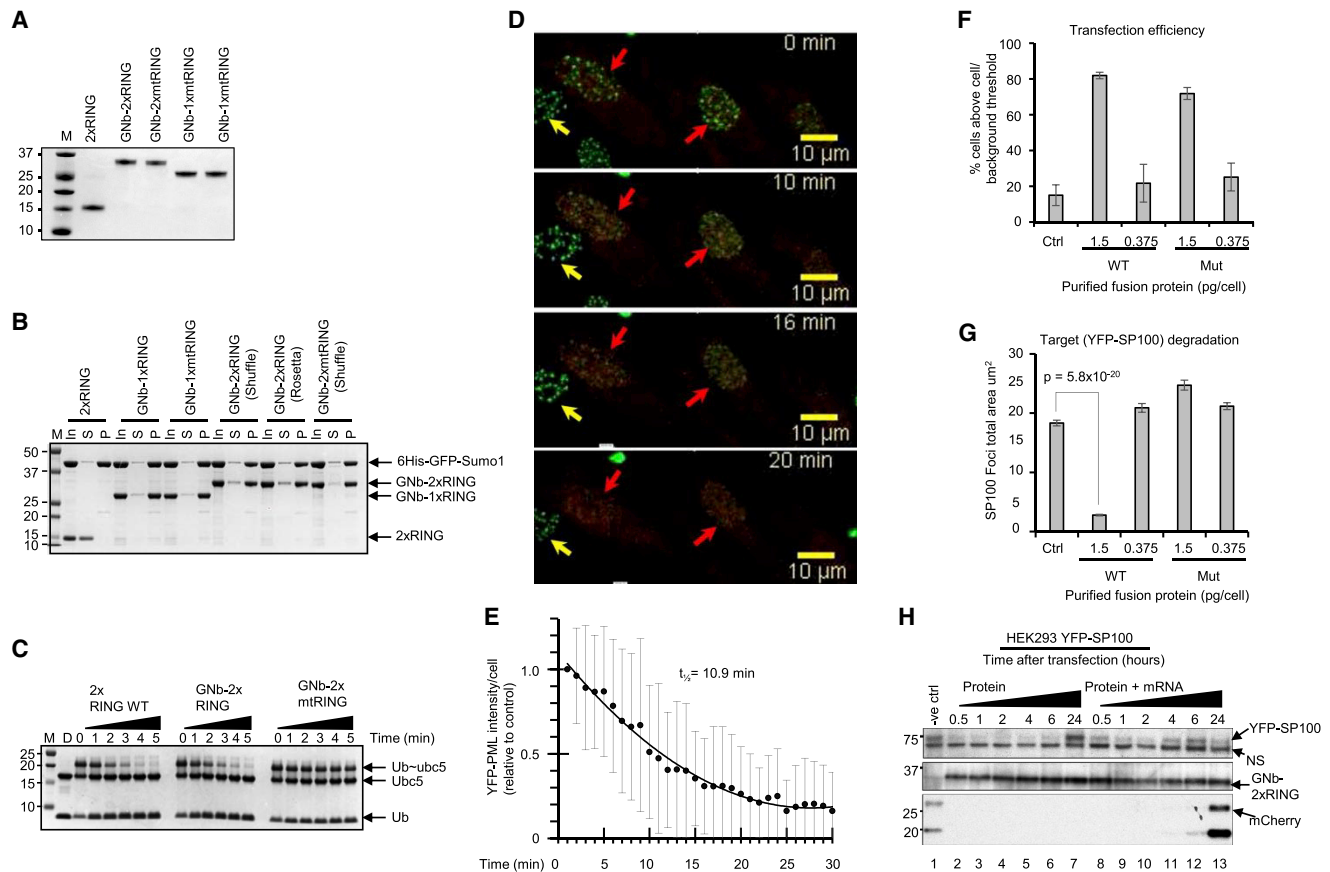 A
M
2xRING
GNb-2xRING
GNb-2xmtRING
GNb-1xmtRING
GNb-1xmtRING
37
25
20
15
10
B
2xRING
GNb-1xRING
GNb-1xmtRING
GNb-2xRING (Shuffle)
GNb-2xRING (Rosetta)
GNb-2xmtRING (Shuffle)
M In S P In S P In S P In S P In S P In S P
50
37
25
20
15
10
6His-GFP-Sumo1
GNb-2xRING
GNb-1xRING
2xRING
C
2x RING WT
GNb-2x RING
GNb-2x mtRING
M D 0 1 2 3 4 5 0 1 2 3 4 5 0 1 2 3 4 5 Time (min)
25
20
15
10
Ub~ubc5
Ubc5
Ub
D
0 min
10 µm
10 min
10 µm
16 min
10 µm
20 min
10 µm
E
YFP-PML intensity/cell (relative to control)
1.0
0.5
0
t½ = 10.9 min
Time (min) 0 5 10 15 20 25 30
F
Transfection efficiency
% cells above cell/ background threshold
100
80
60
40
20
0
Ctrl 1.5 0.375 1.5 0.375
WT Mut
Purified fusion protein (pg/cell)
G
Target (YFP-SP100) degradation
SP100 Foci total area um²
30
25
20
15
10
5
0
p = 5.8x10⁻²⁰
Ctrl 1.5 0.375 1.5 0.375
WT Mut
Purified fusion protein (pg/cell)
H
HEK293 YFP-SP100
Time after transfection (hours)
-ve ctrl
Protein Protein + mRNA
0.5 1 2 4 6 24 0.5 1 2 4 6 24
75
37
25
20
YFP-SP100
NS
GNb-2xRING
mCherry
1 2 3 4 5 6 7 8 9 10 11 12 13